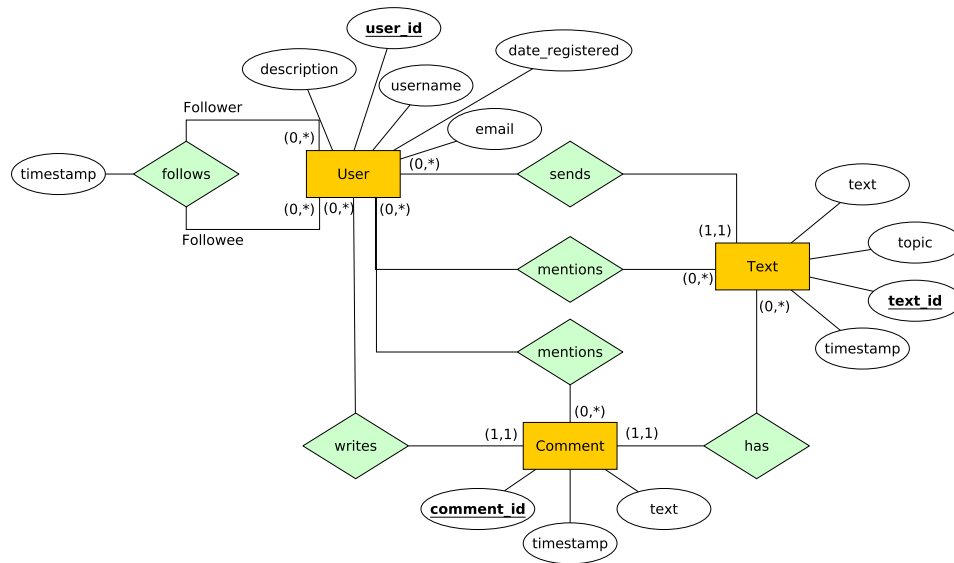 user_id
date_registered
description
username
Follower
email
(0,*)
(0,*)
timestamp
follows
User
sends
text
(0,*)
(0,*)
(0,*)
(1,1)
Followee
topic
mentions
Text
(0,*)
text_id
(0,*)
timestamp
mentions
(0,*)
writes
(1,1)
Comment
(1,1)
has
comment_id
text
timestamp